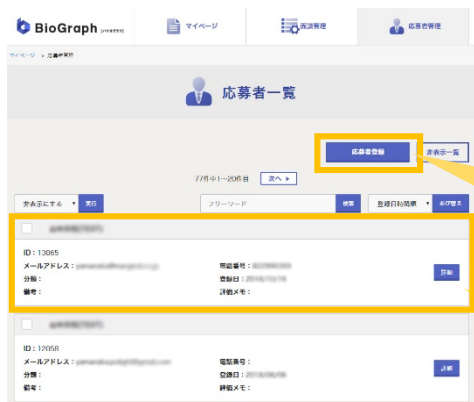 BioGraph
マイページ
面談管理
応募者管理
マイページ > 応募者管理
応募者一覧
応募者登録
非表示一覧
77件中1~20件目
次へ ▶
非表示にする ▼
実行
フリーワード
検索
登録日時順 ▼
並び替え
ID:13065
メールアドレス:
電話番号:
分類:
登録日:2018/10/16
備考:
評価メモ:
詳細
ID:12058
メールアドレス:
電話番号:
分類:
登録日:
備考:
評価メモ:
詳細